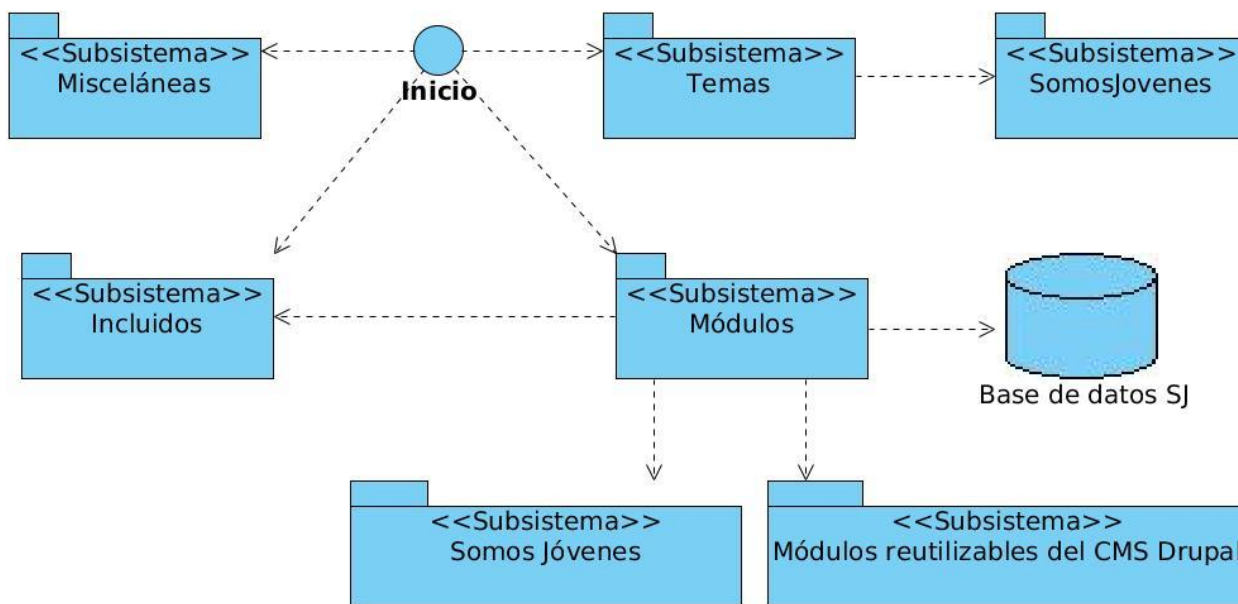 <<Subsistema>>
Misceláneas
Inicio
<<Subsistema>>
Temas
<<Subsistema>>
SomosJovenes
<<Subsistema>>
Incluidos
<<Subsistema>>
Módulos
Base de datos SJ
<<Subsistema>>
Somos Jóvenes
<<Subsistema>>
Módulos reutilizables del CMS Drupal